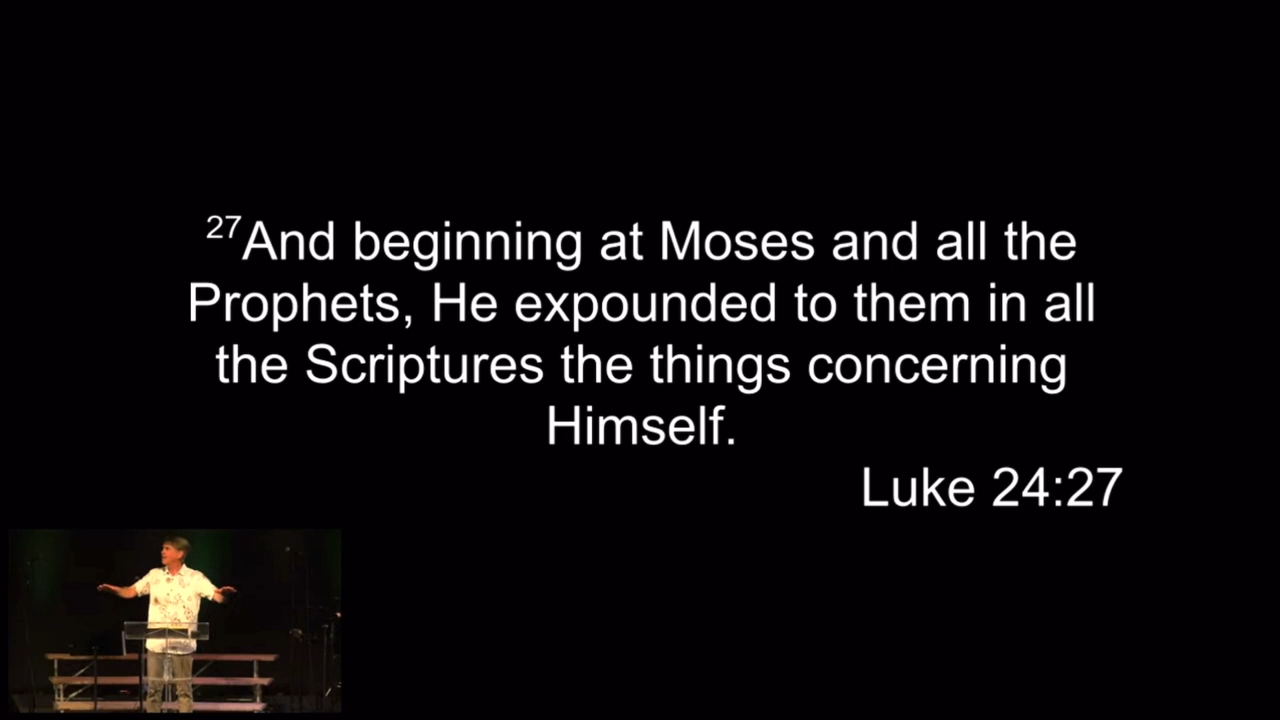 27And beginning at Moses and all the
Prophets, He expounded to them in all
the Scriptures the things concerning
Himself.
Luke 24:27